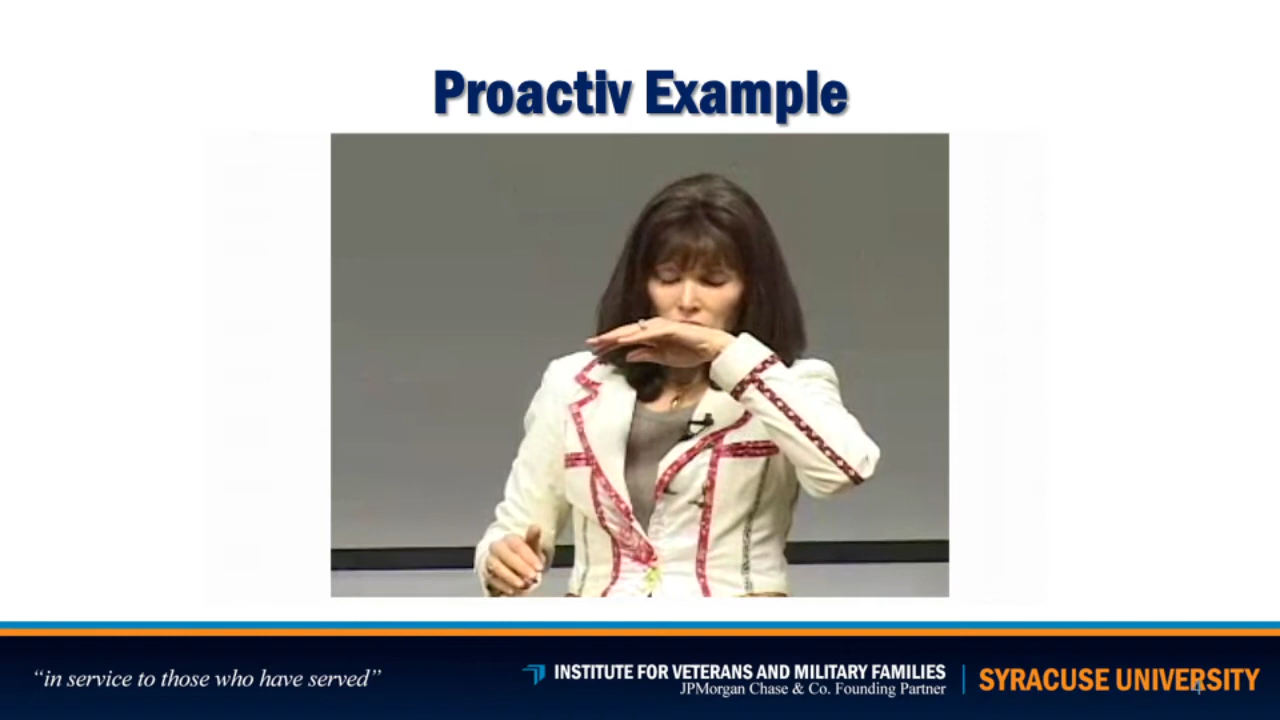 Proactiv Example
“in service to those who have served”
INSTITUTE FOR VETERANS AND MILITARY FAMILIES
JPMorgan Chase & Co. Founding Partner
SYRACUSE UNIVERSITY
4